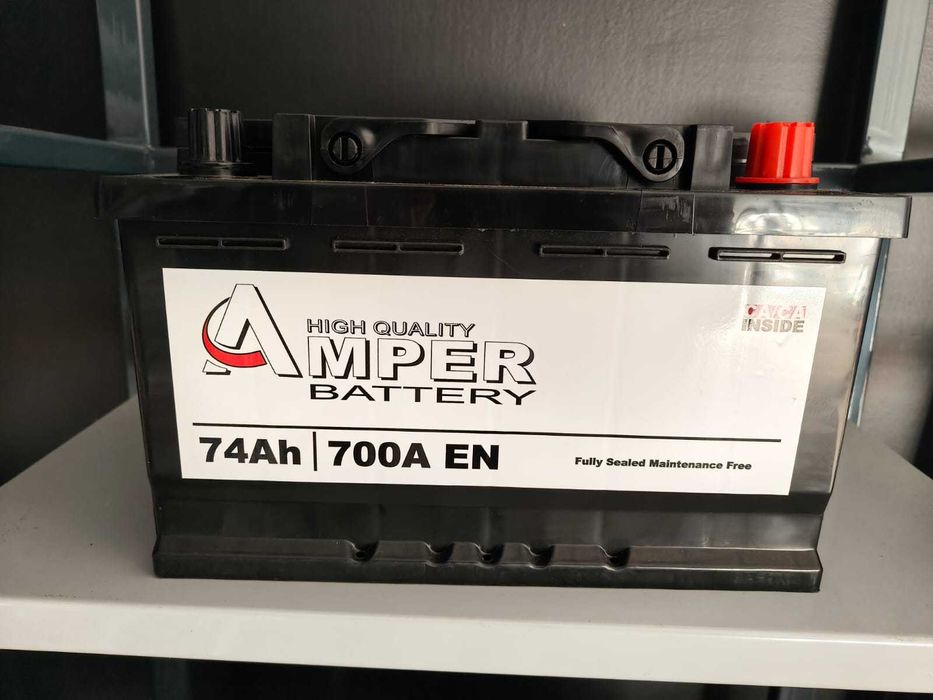 HIGH QUALITY
AMPER
BATTERY
CA/CA
INSIDE
74Ah | 700A EN
Fully Sealed Maintenance Free